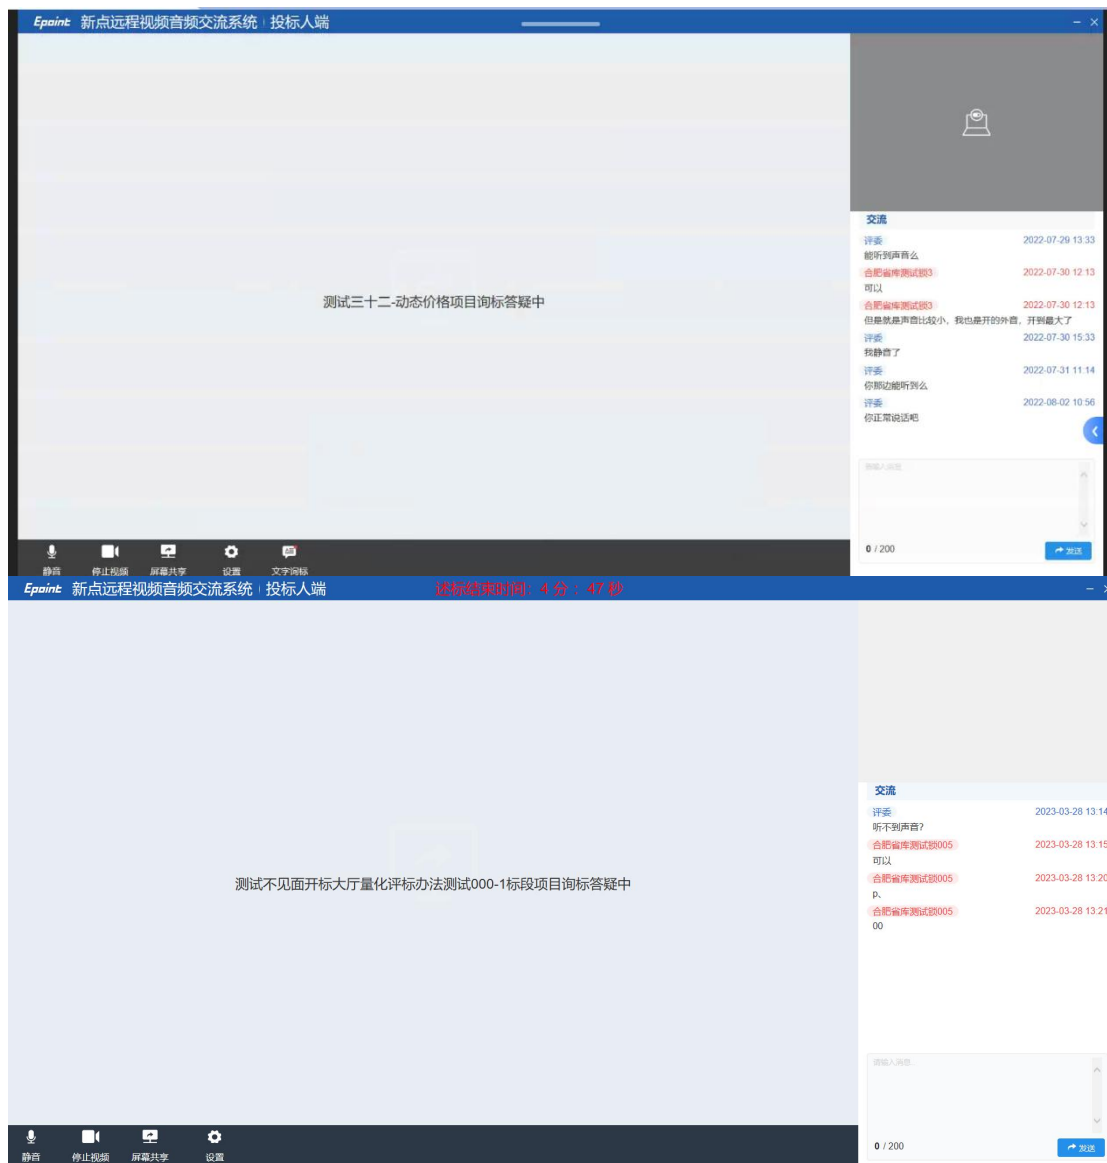 Epoint 新点远程视频音频交流系统 投标人端
交流
评委 2022-07-29 13:33
能听到声音么
合肥省库测试锁3 2022-07-30 12:13
可以
合肥省库测试锁3 2022-07-30 12:13
但是就是声音比较小，我也是开的外音，开到最大了
测试三十二-动态价格项目询标答疑中
评委 2022-07-30 15:33
我静音了
评委 2022-07-31 11:14
你那边能听到么
评委 2022-08-02 10:56
你正常说话吧
请输入消息
0 / 200
发送
静音 停止视频 屏幕共享 设置 文字询标
Epoint 新点远程视频音频交流系统 投标人端 述标结束时间：4 分：47 秒
交流
评委 2023-03-28 13:14
听不到声音?
合肥省库测试锁005 2023-03-28 13:15
可以
合肥省库测试锁005 2023-03-28 13:20
p、
合肥省库测试锁005 2023-03-28 13:21
00
测试不见面开标大厅量化评标办法测试000-1标段项目询标答疑中
请输入消息...
0 / 200
发送
静音 停止视频 屏幕共享 设置